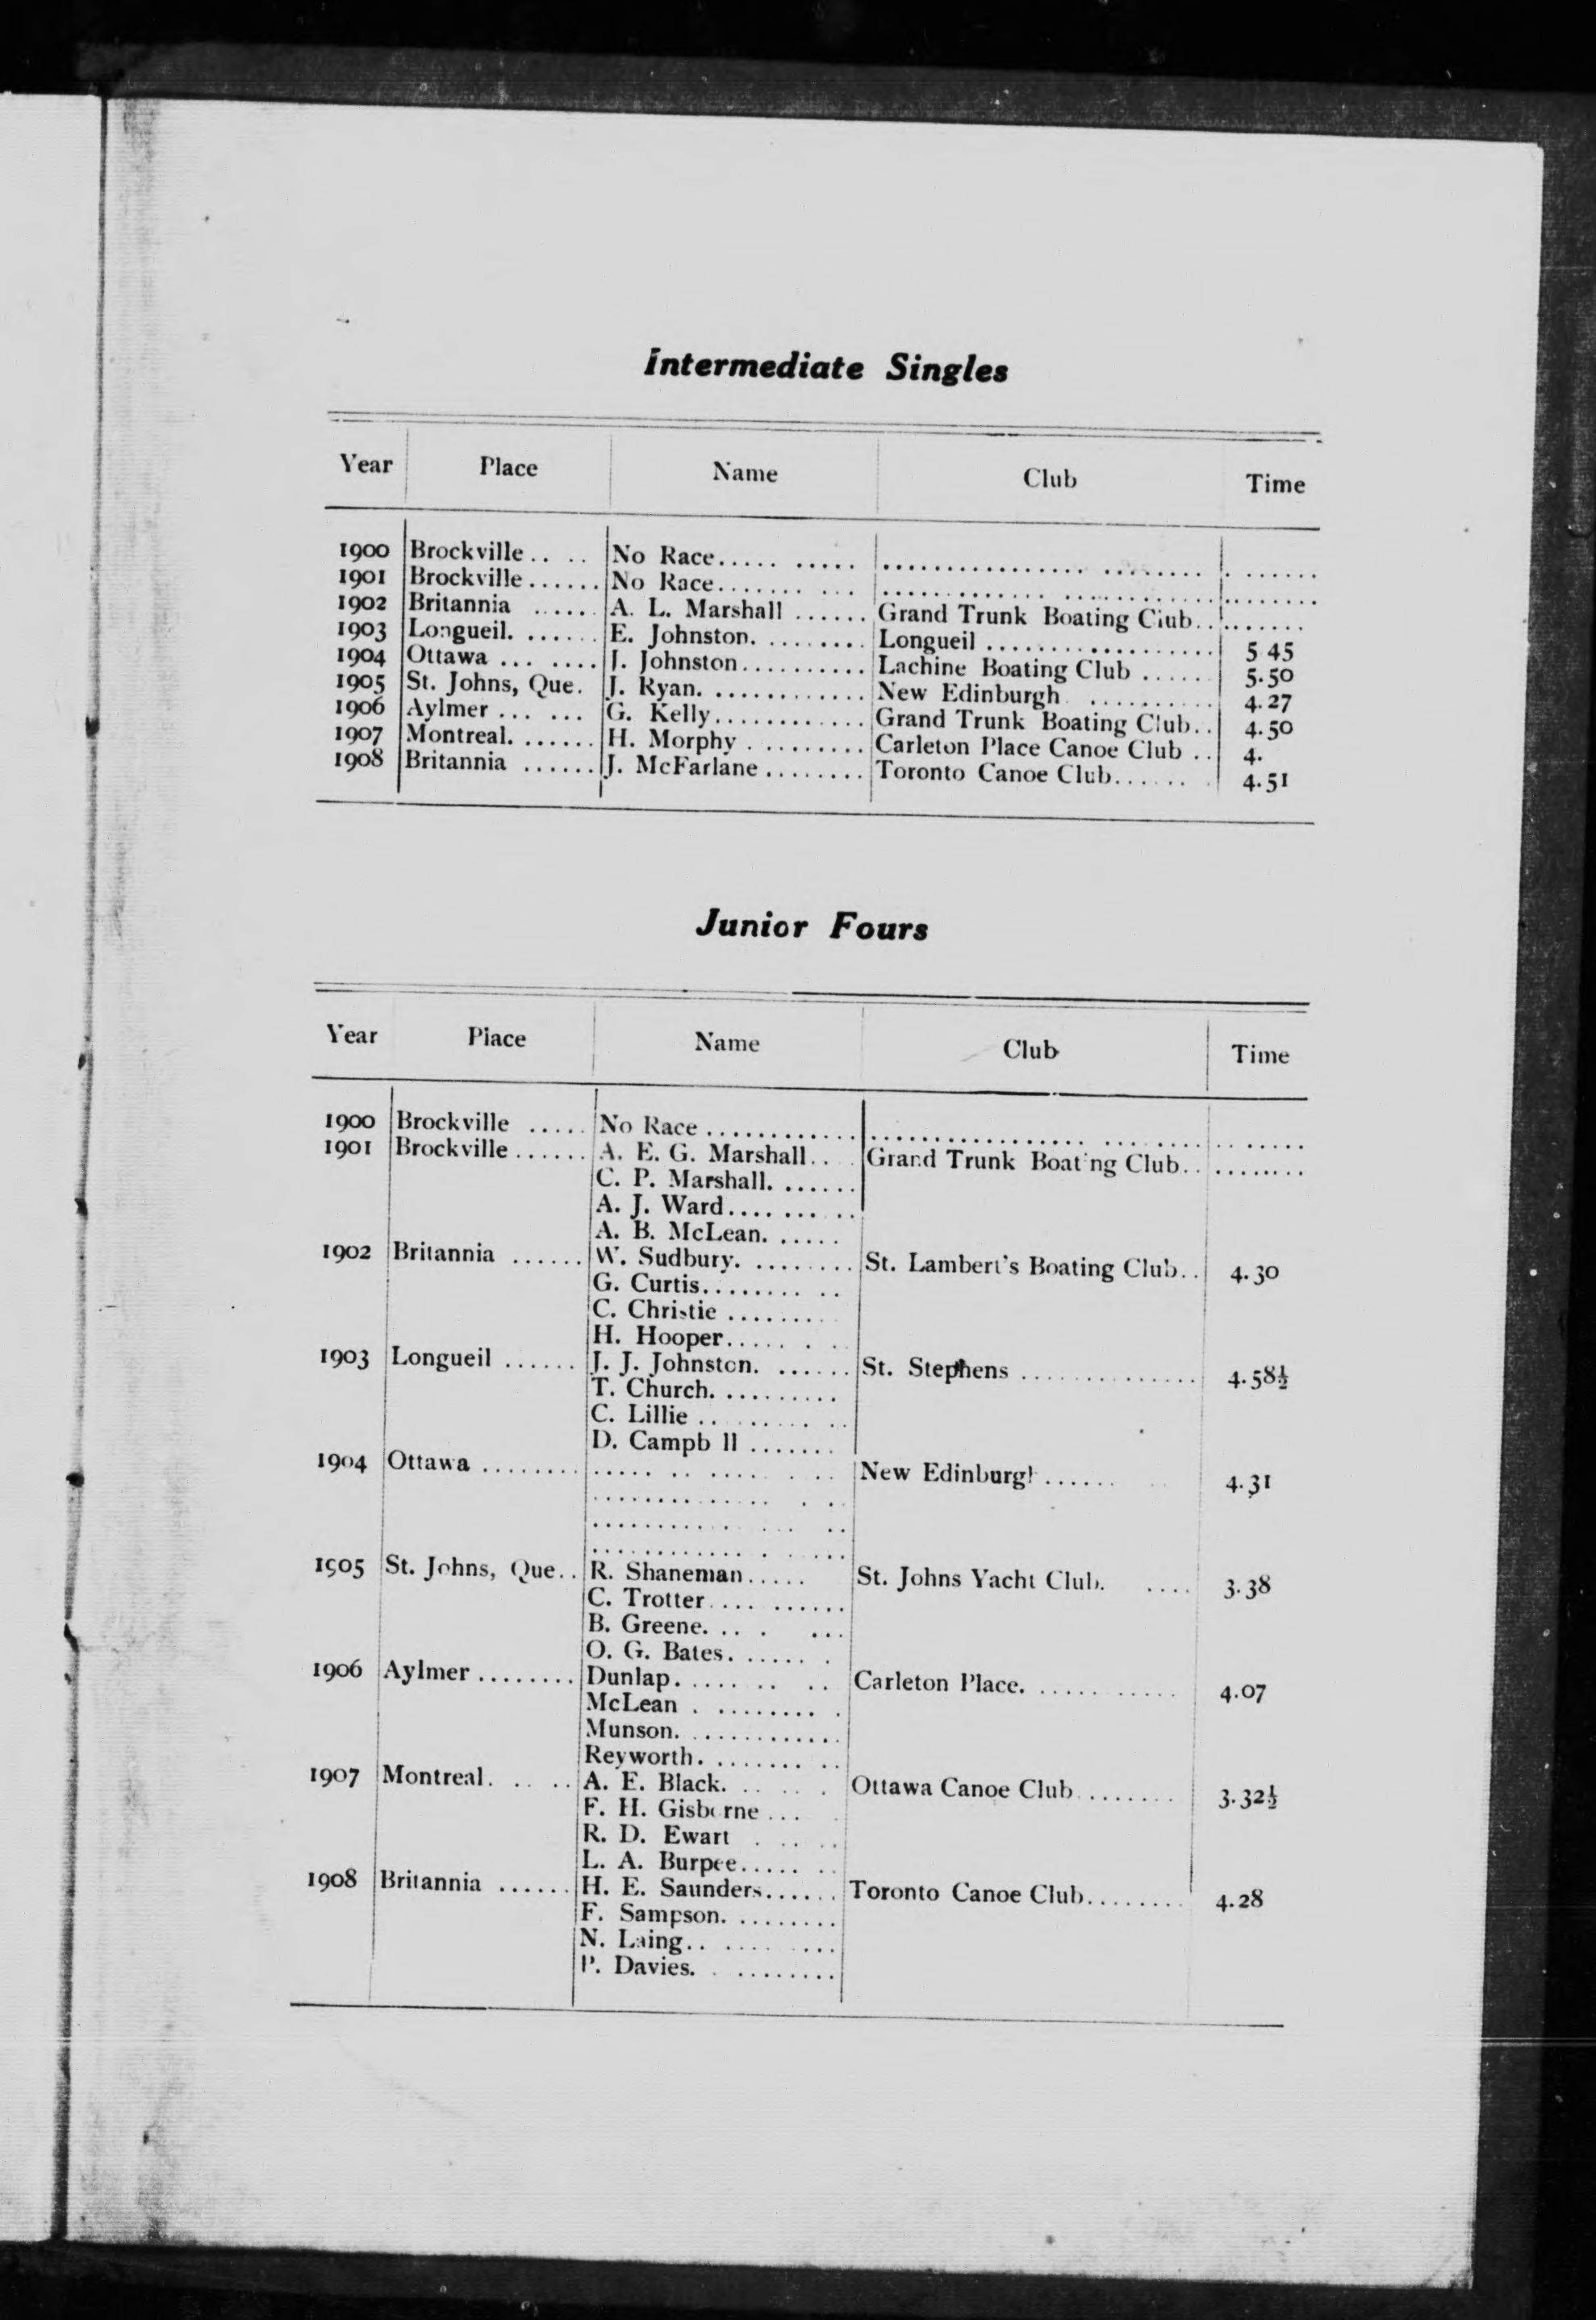 Intermediate Singles
Year Place Name Club Time
1900 Brockville.. .. No Race..... ..... ................ ........ . ......
1901 Brockville...... No Race....... ... ............. ............ ........
1902 Britannia ...... A. L. Marshall ...... Grand Trunk Boating Club.. .......
1903 Longueil. ...... E. Johnston. ........ Longueil .................. 5 45
1904 Ottawa ... .... J. Johnston.......... Lachine Boating Club ...... 5.50
1905 St. Johns, Que. J. Ryan. ............ New Edinburgh .......... 4.27
1906 Aylmer ... ... G. Kelly............ Grand Trunk Boating Club.. 4.50
1907 Montreal. ...... H. Morphy . ........ Carleton Place Canoe Club .. 4.
1908 Britannia ...... J. McFarlane ........ Toronto Canoe Club...... 4.51
Junior Fours
Year Place Name Club Time
1900 Brockville ..... No Race ............ ................. ... .... .. .....
1901 Brockville ...... A. E. G. Marshall.. . Grand Trunk Boat ng Club.. ........
C. P. Marshall. ......
A. J. Ward.... ... ..
A. B. McLean. .....
1902 Britannia ...... W. Sudbury. ........ St. Lambert's Boating Club.. 4.30
G. Curtis........ ..
C. Christie .........
H. Hooper..... . ..
1903 Longueil ...... J. J. Johnston. ...... St. Stephens .............. 4.58½
T. Church. .........
C. Lillie .. ...... ..
D. Campb ll .......
1904 Ottawa ........ ..... .. .... . ... New Edinburgh ...... 4.31
............. . ..
............ ... ..
............. . ...
1905 St. Johns, Que.. R. Shaneman..... St. Johns Yacht Club. .... 3.38
C. Trotter.... ......
B. Greene. .. . ...
O. G. Bates. ..... .
1906 Aylmer ........ Dunlap. ..... .. .. Carleton Place. ........... 4.07
McLean . ........ .
Munson. ............
Reyworth. ....... ..
1907 Montreal. . .. .. A. E. Black. .. .. . Ottawa Canoe Club ........ 3.32½
F. H. Gisborne ... .
R. D. Ewart . .. ..
L. A. Burpee..... ..
1908 Britannia ...... H. E. Saunders...... Toronto Canoe Club........ 4.28
F. Sampson. ........
N. Laing.. ..... ...
P. Davies. . ........